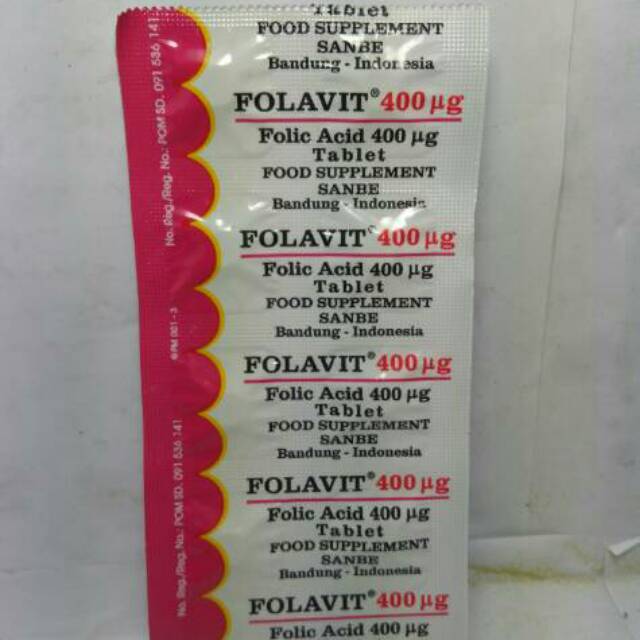 Tablet
FOOD SUPPLEMENT
SANBE
Bandung - Indonesia
FOLAVIT® 400 µg
Folic Acid 400 µg
Tablet
FOOD SUPPLEMENT
SANBE
Bandung - Indonesia
FOLAVIT® 400 µg
Folic Acid 400 µg
Tablet
FOOD SUPPLEMENT
SANBE
Bandung - Indonesia
FOLAVIT® 400 µg
Folic Acid 400 µg
Tablet
FOOD SUPPLEMENT
SANBE
Bandung - Indonesia
FOLAVIT® 400 µg
Folic Acid 400 µg
Tablet
FOOD SUPPLEMENT
SANBE
Bandung - Indonesia
FOLAVIT® 400 µg
Folic Acid 400 µg
No. Reg./Reg. No.: POM SD. 091 536 141
PM 001 - 3
No. Reg./Reg. No.: POM SD. 091 536 141